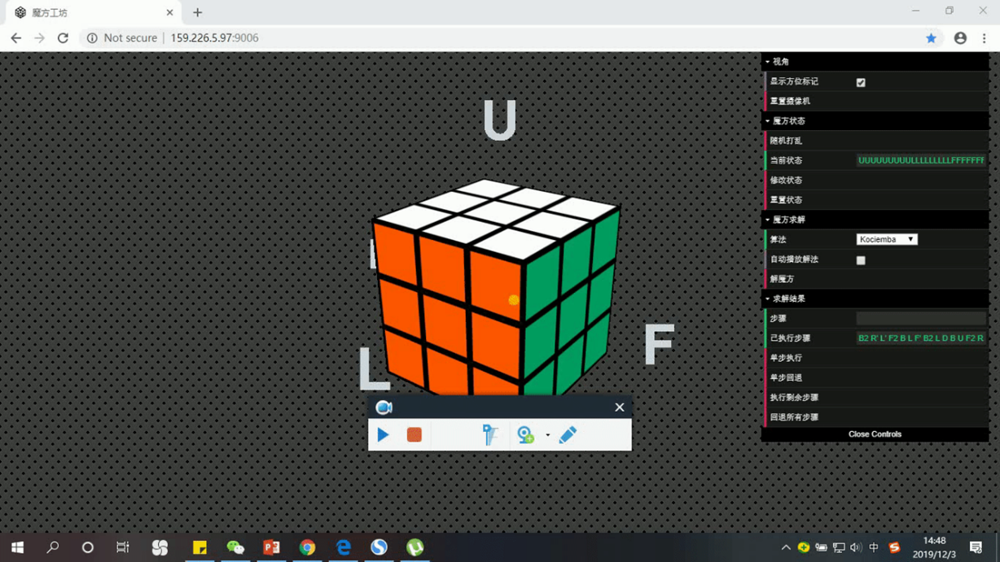 魔方工坊
Not secure | 159.226.5.97:9006
U
F
L
视角
显示方位标记
重置摄像机
魔方状态
随机打乱
当前状态 UUUUUUUUULLLLLLLLLFFFFFFF
修改状态
重置状态
魔方求解
算法 Kociemba
自动播放解法
解魔方
求解结果
步骤
已执行步骤 B2 R' L' F2 B L F' B2 L D B U F2 R
单步执行
单步回退
执行剩余步骤
回退所有步骤
Close Controls
中
14:48
2019/12/3